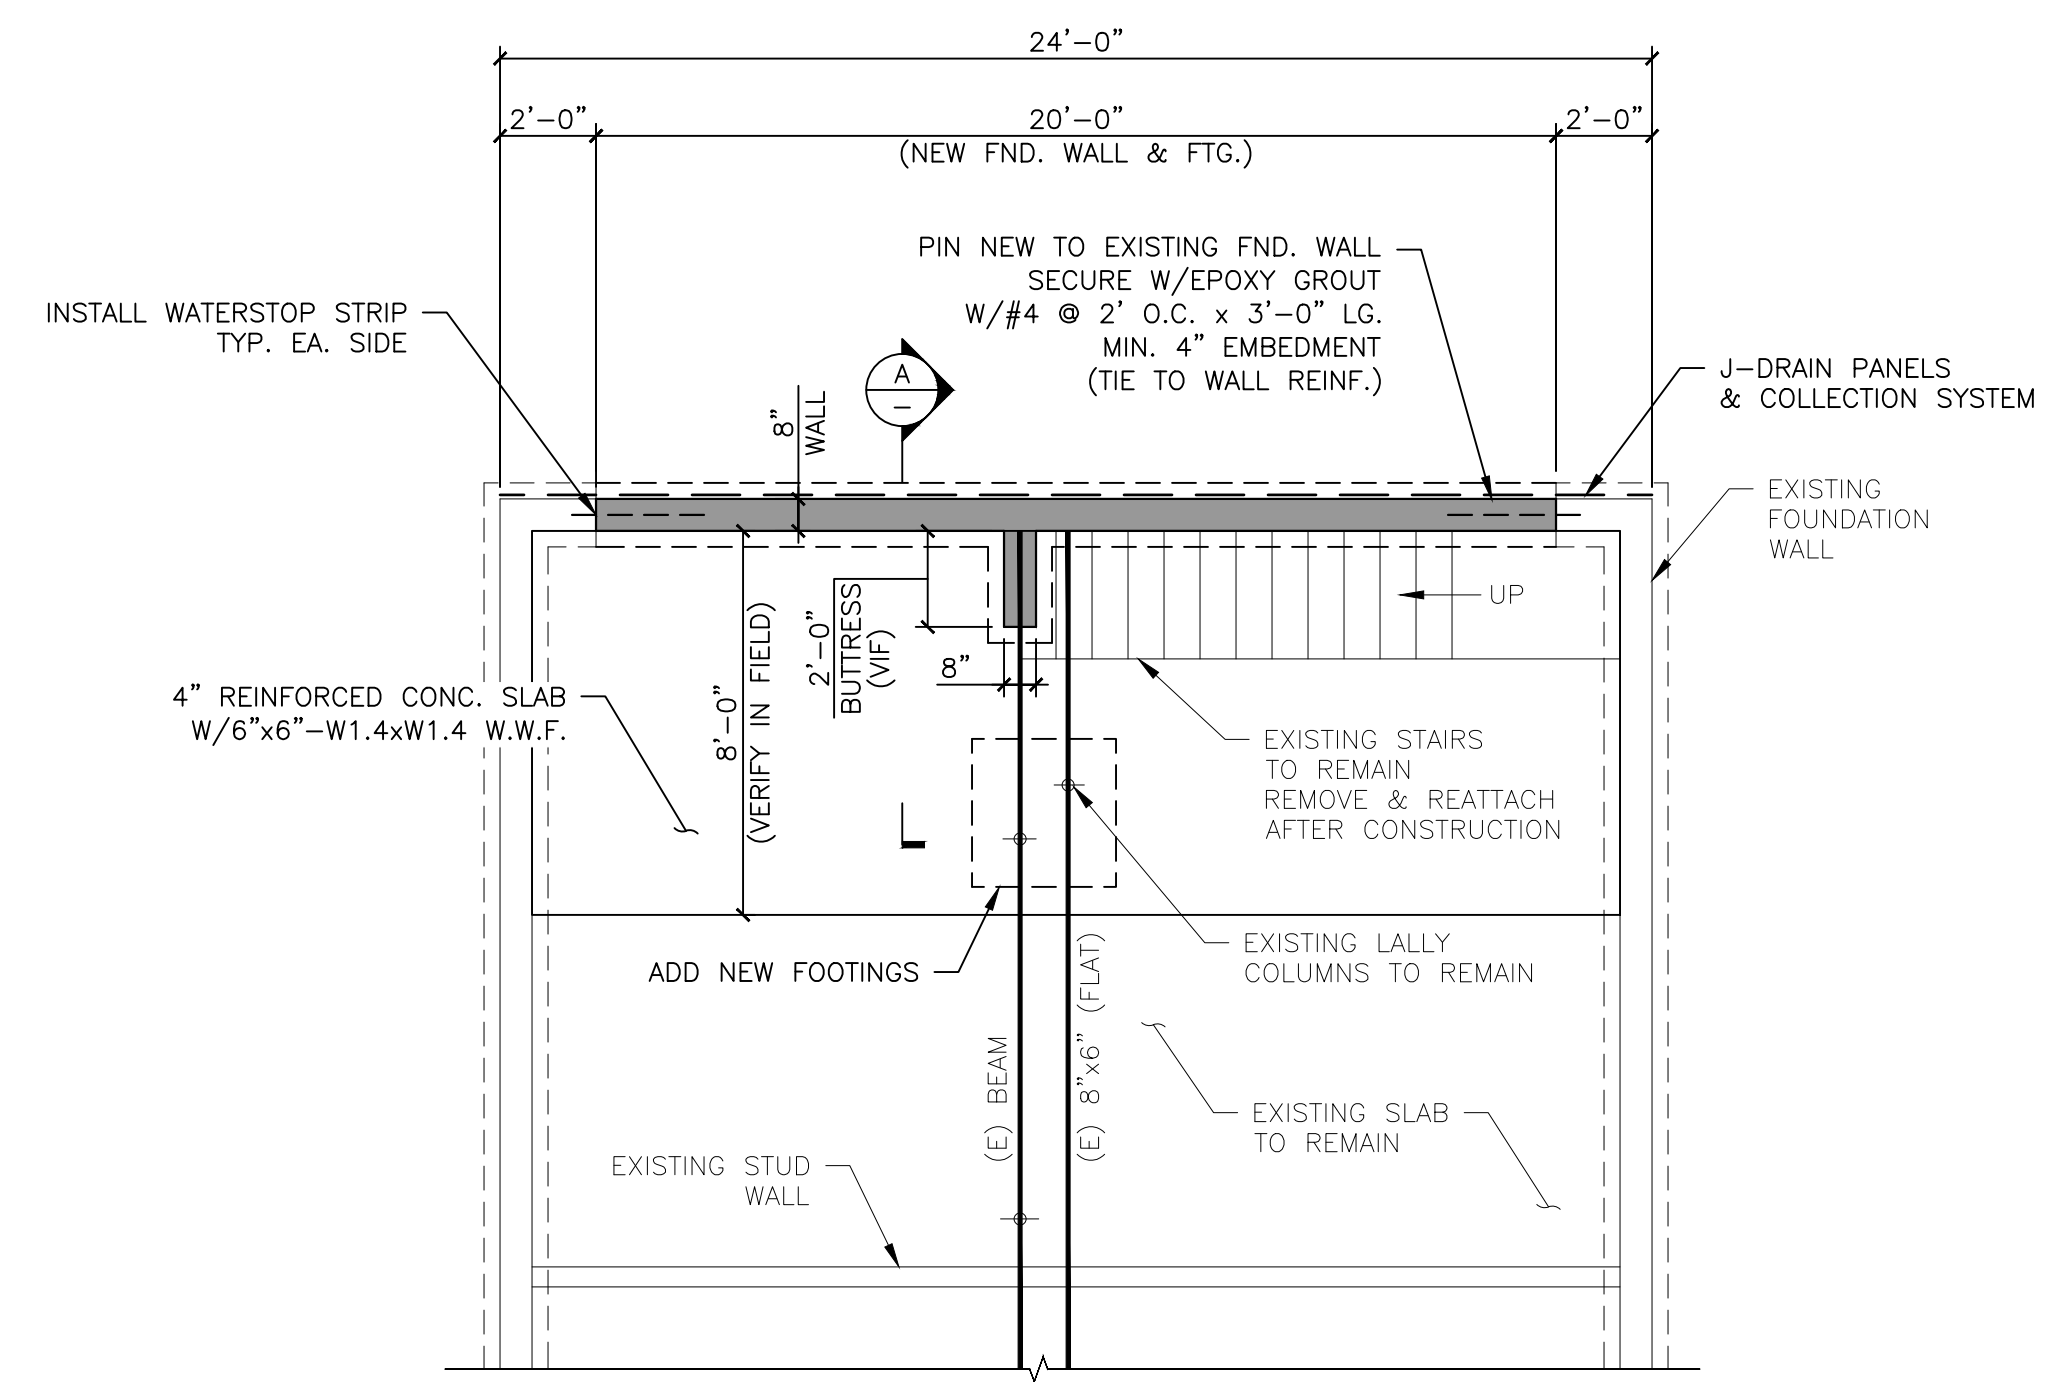 24'-0"
2'-0"
20'-0"
2'-0"
(NEW FND. WALL & FTG.)
PIN NEW TO EXISTING FND. WALL
SECURE W/EPOXY GROUT
W/#4 @ 2' O.C. x 3'-0" LG.
MIN. 4" EMBEDMENT
(TIE TO WALL REINF.)
INSTALL WATERSTOP STRIP
TYP. EA. SIDE
A
–
8"
WALL
J-DRAIN PANELS
& COLLECTION SYSTEM
EXISTING
FOUNDATION
WALL
UP
2'-0"
BUTTRESS
(VIF)
8"
8'-0"
(VERIFY IN FIELD)
4" REINFORCED CONC. SLAB
W/6"x6"-W1.4xW1.4 W.W.F.
EXISTING STAIRS
TO REMAIN
REMOVE & REATTACH
AFTER CONSTRUCTION
ADD NEW FOOTINGS
EXISTING LALLY
COLUMNS TO REMAIN
(E) BEAM
(E) 8"x6" (FLAT)
EXISTING SLAB
TO REMAIN
EXISTING STUD
WALL